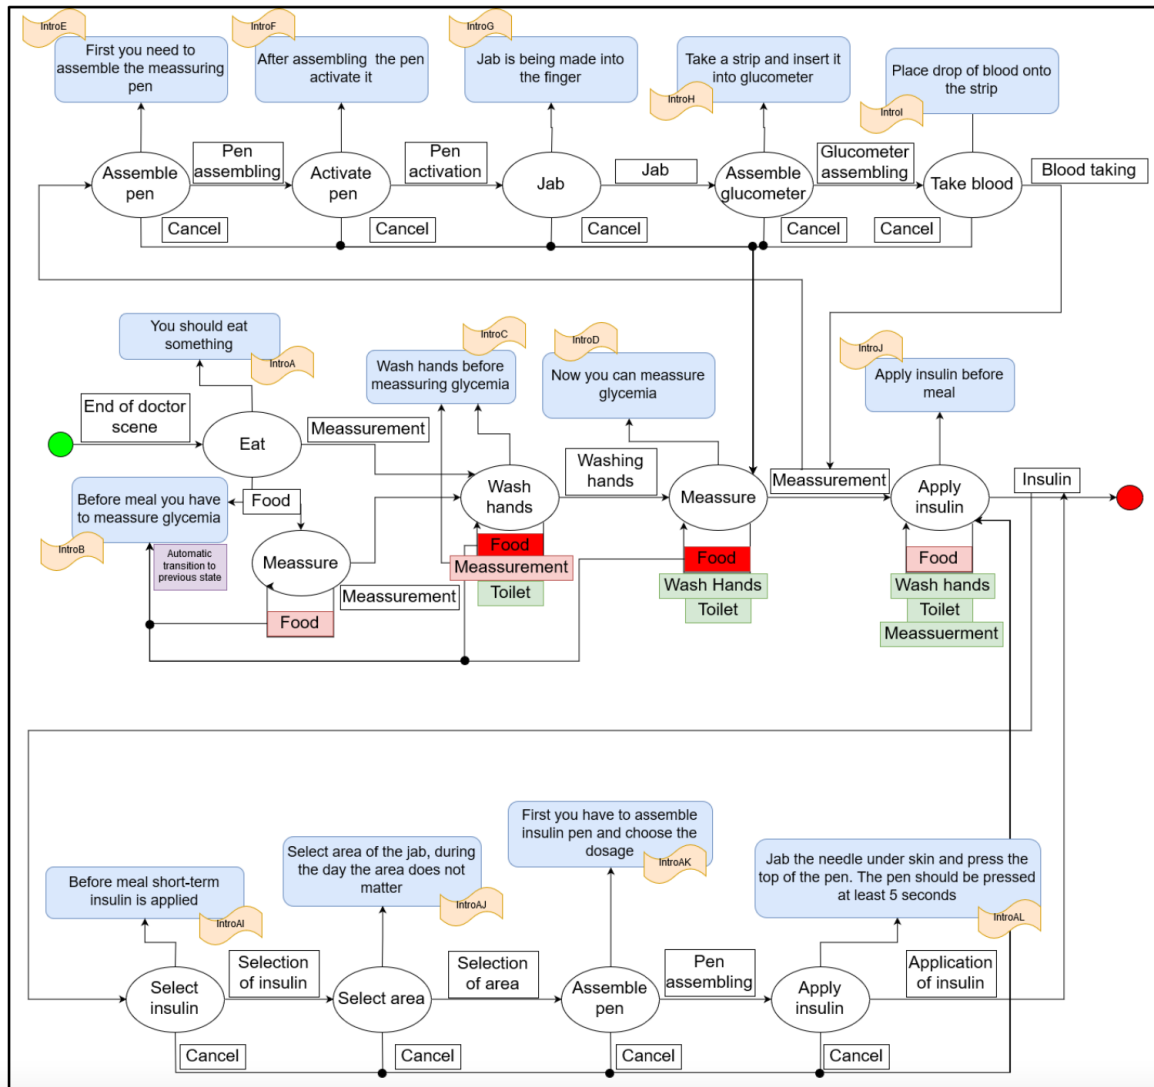 IntroE
First you need to
assemble the meassuring
pen
IntroF
After assembling the pen
activate it
IntroG
Jab is being made into
the finger
Take a strip and insert it
into glucometer
IntroH
Place drop of blood onto
the strip
IntroI
Assemble
pen
Pen
assembling
Activate
pen
Pen
activation
Jab
Jab
Assemble
glucometer
Glucometer
assembling
Take blood
Blood taking
Cancel
Cancel
Cancel
Cancel
Cancel
You should eat
something
IntroA
IntroC
Wash hands before
meassuring glycemia
IntroD
Now you can meassure
glycemia
IntroJ
Apply insulin before
meal
End of doctor
scene
Eat
Meassurement
Wash
hands
Washing
hands
Meassure
Meassurement
Apply
insulin
Insulin
Before meal you have
to meassure glycemia
IntroB
Automatic
transition to
previous state
Food
Meassure
Meassurement
Food
Food
Meassurement
Toilet
Food
Wash Hands
Toilet
Food
Wash hands
Toilet
Meassuerment
Before meal short-term
insulin is applied
IntroAI
Select area of the jab, during
the day the area does not
matter
IntroAJ
First you have to assemble
insulin pen and choose the
dosage
IntroAK
Jab the needle under skin and press the
top of the pen. The pen should be pressed
at least 5 seconds
IntroAL
Select
insulin
Selection
of insulin
Select area
Selection
of area
Assemble
pen
Pen
assembling
Apply
insulin
Application
of insulin
Cancel
Cancel
Cancel
Cancel